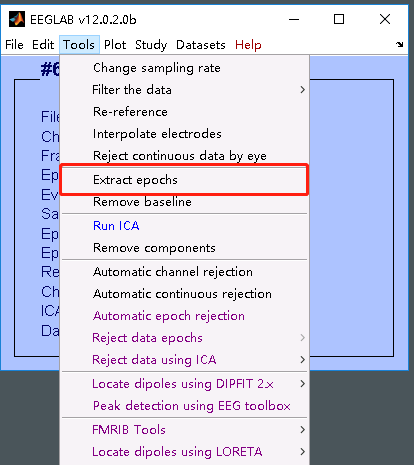 EEGLAB v12.0.2.0b
File Edit Tools Plot Study Datasets Help
#6
Change sampling rate
Filter the data
File
Re-reference
Ch
Interpolate electrodes
Fra
Reject continuous data by eye
Ep
Extract epochs
Ev
Remove baseline
Sa
Run ICA
Ep
Remove components
Ep
Re
Automatic channel rejection
Ch
Automatic continuous rejection
ICA
Automatic epoch rejection
Da
Reject data epochs
Reject data using ICA
Locate dipoles using DIPFIT 2.x
Peak detection using EEG toolbox
FMRIB Tools
Locate dipoles using LORETA